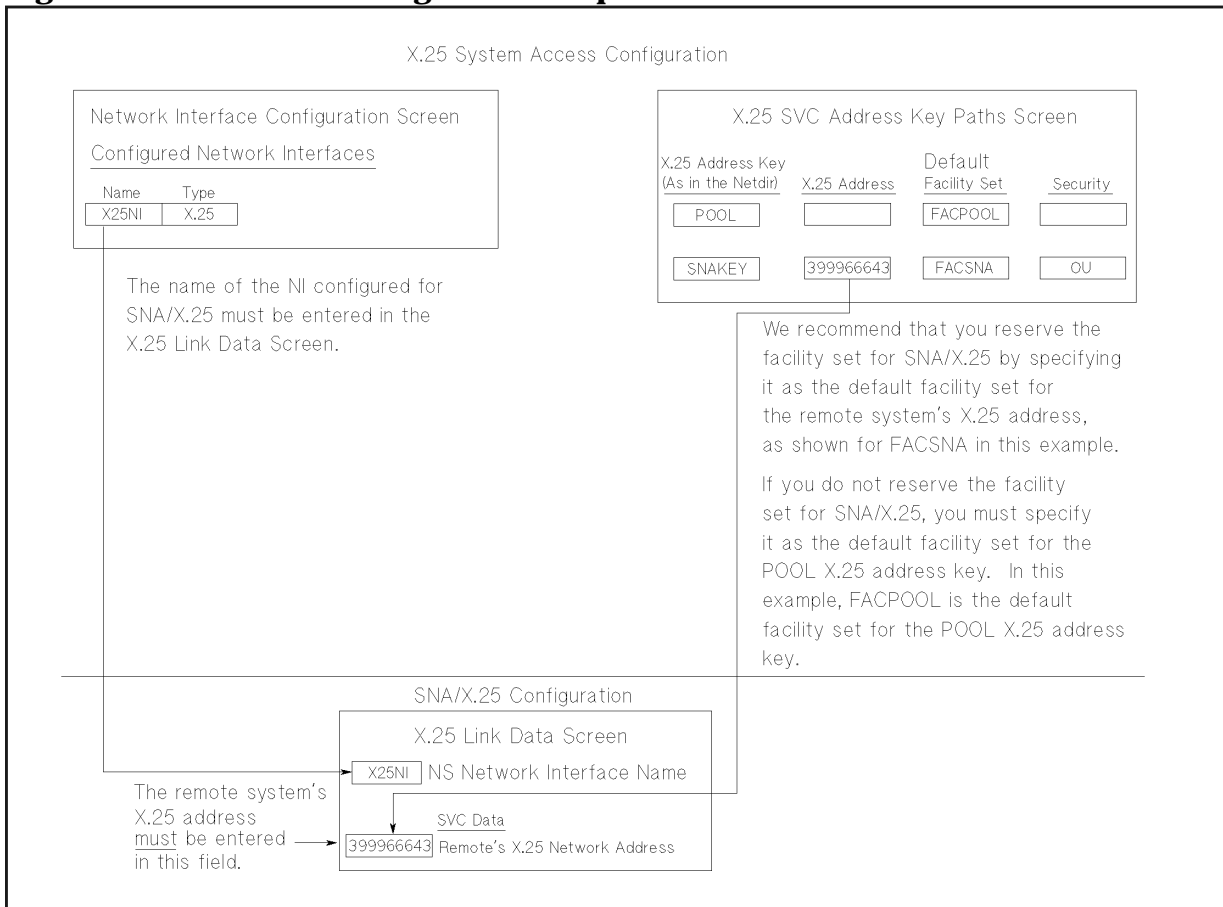 X.25 System Access Configuration
Network Interface Configuration Screen
Configured Network Interfaces
Name Type
X25NI X.25
The name of the NI configured for
SNA/X.25 must be entered in the
X.25 Link Data Screen.
X.25 SVC Address Key Paths Screen
X.25 Address Key
(As in the Netdir) X.25 Address Default Facility Set Security
POOL FACPOOL
SNAKEY 399966643 FACSNA OU
We recommend that you reserve the
facility set for SNA/X.25 by specifying
it as the default facility set for
the remote system's X.25 address,
as shown for FACSNA in this example.
If you do not reserve the facility
set for SNA/X.25, you must specify
it as the default facility set for the
POOL X.25 address key. In this
example, FACPOOL is the default
facility set for the POOL X.25 address
key.
SNA/X.25 Configuration
X.25 Link Data Screen
X25NI NS Network Interface Name
The remote system's
X.25 address
must be entered
in this field.
SVC Data
399966643 Remote's X.25 Network Address